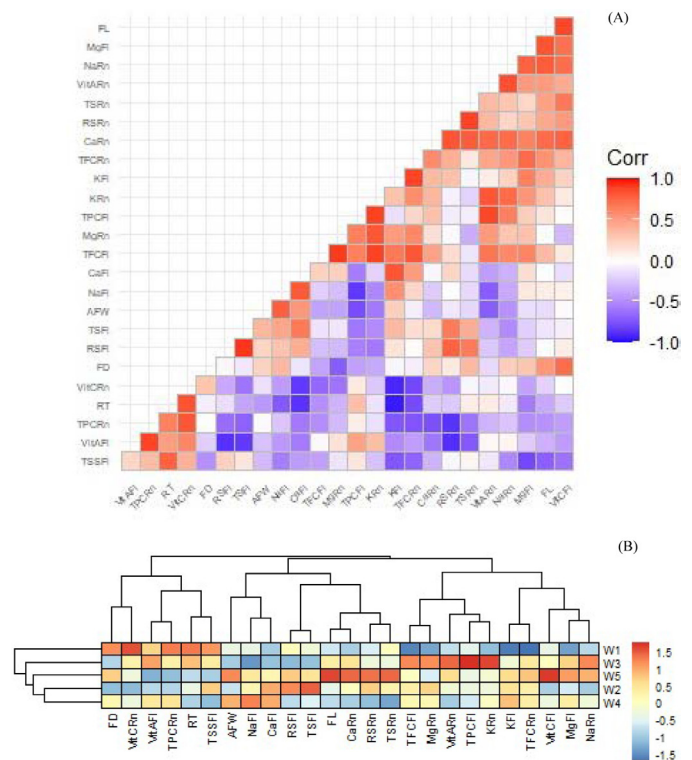 (A)
FL
MgFl
NaRn
VitARn
TSRn
RSRn
CaRn
TFCRn
KFl
KRn
TPCFl
MgRn
TFCFl
CaFl
NaFl
AFW
TSFl
RSFl
FD
VitCRn
RT
TPCRn
VitAFl
TSSFl
VitAFl TPCRn RT VitCRn FD RSFl TSFl AFW NaFl CaFl TFCFl MgRn TPCFl KRn KFl TFCRn CaRn RSRn TSRn VitARn NaRn MgFl FL VitCFl
Corr
1.0
0.5
0.0
-0.5
-1.0
(B)
W1
W3
W5
W2
W4
FD VitCRn VitAFl TPCRn RT TSSFl AFW NaFl CaFl RSFl TSFl FL CaRn RSRn TSRn TFCFl MgRn VitARn TPCFl KRn KFl TFCRn VitCFl MgFl NaRn
1.5
1
0.5
0
-0.5
-1
-1.5